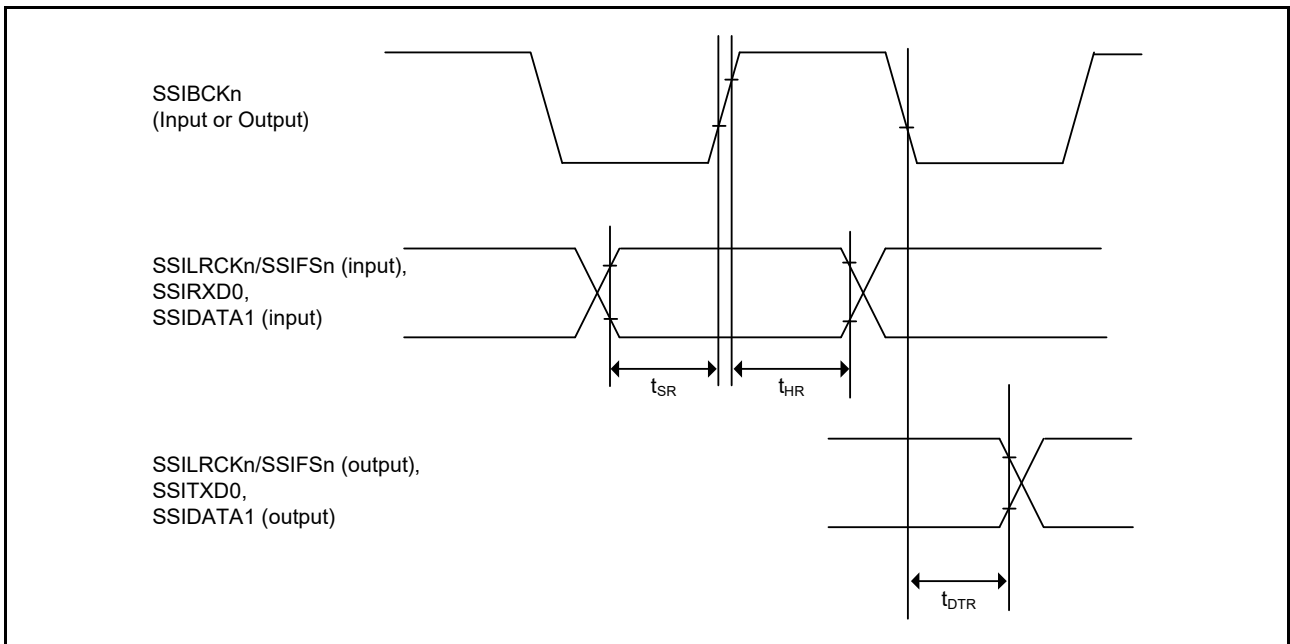 SSIBCKn
(Input or Output)
SSILRCKn/SSIFSn (input),
SSIRXD0,
SSIDATA1 (input)
tSR
tHR
SSILRCKn/SSIFSn (output),
SSITXD0,
SSIDATA1 (output)
tDTR